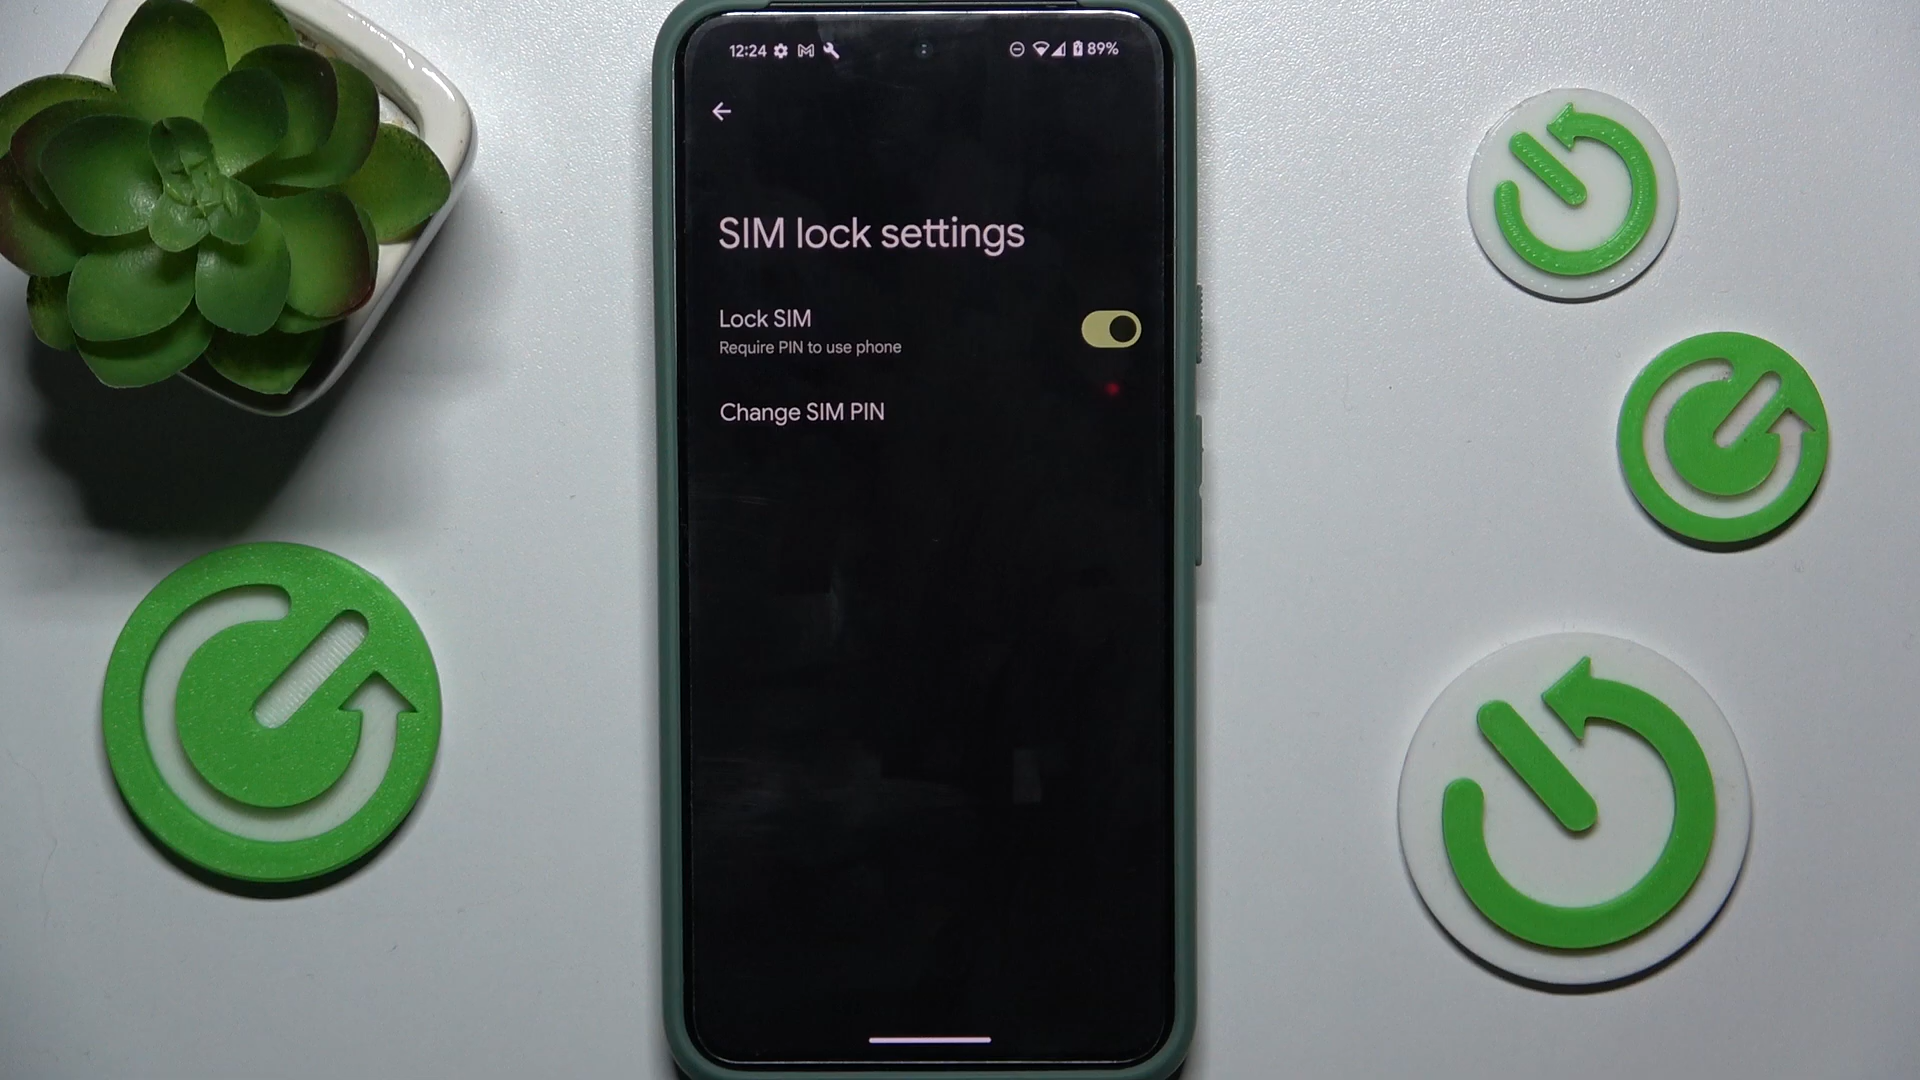 12:24 89%
SIM lock settings
Lock SIM
Require PIN to use phone
Change SIM PIN